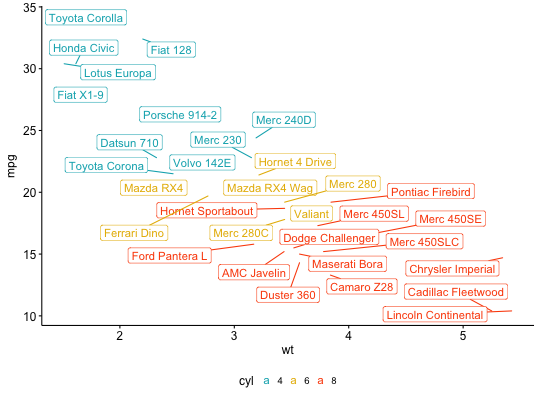 35
Toyota Corolla
Honda Civic
Fiat 128
30
Lotus Europa
Fiat X1-9
Porsche 914-2
Merc 240D
25
Datsun 710
Merc 230
Toyota Corona
Volvo 142E
Hornet 4 Drive
mpg
20
Mazda RX4
Mazda RX4 Wag
Merc 280
Pontiac Firebird
Hornet Sportabout
Valiant
Merc 450SL
Merc 450SE
Ferrari Dino
Merc 280C
Dodge Challenger
Merc 450SLC
15
Ford Pantera L
AMC Javelin
Maserati Bora
Chrysler Imperial
Duster 360
Camaro Z28
Cadillac Fleetwood
10
Lincoln Continental
2 3 4 5
wt
cyl a 4 a 6 a 8